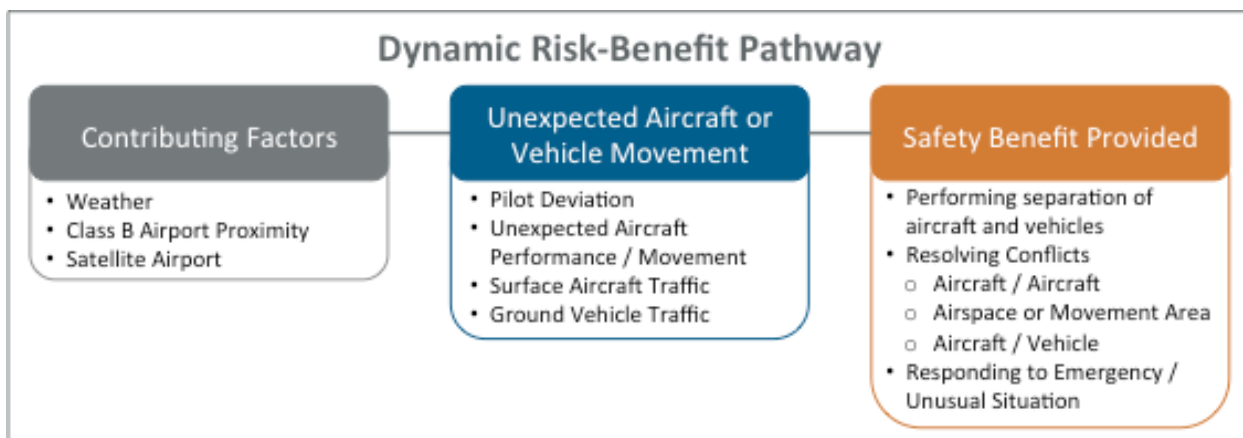 Dynamic Risk-Benefit Pathway
Contributing Factors
• Weather
• Class B Airport Proximity
• Satellite Airport
Unexpected Aircraft or
Vehicle Movement
• Pilot Deviation
• Unexpected Aircraft
Performance / Movement
• Surface Aircraft Traffic
• Ground Vehicle Traffic
Safety Benefit Provided
• Performing separation of
aircraft and vehicles
• Resolving Conflicts
o Aircraft / Aircraft
o Airspace or Movement Area
o Aircraft / Vehicle
• Responding to Emergency /
Unusual Situation